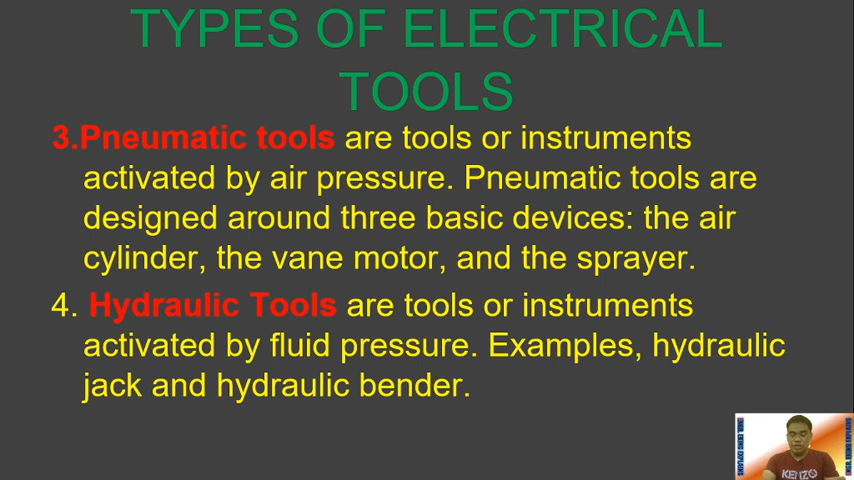 TYPES OF ELECTRICAL
TOOLS
3.Pneumatic tools are tools or instruments
activated by air pressure. Pneumatic tools are
designed around three basic devices: the air
cylinder, the vane motor, and the sprayer.
4. Hydraulic Tools are tools or instruments
activated by fluid pressure. Examples, hydraulic
jack and hydraulic bender.
KENZO